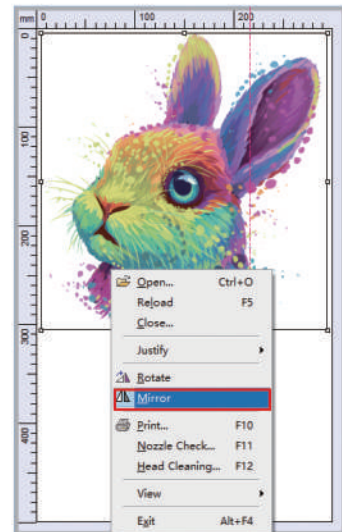 mm 0 100 200
0
100
200
300
400
Open... Ctrl+O
Reload F5
Close...
Justify
Rotate
Mirror
Print... F10
Nozzle Check... F11
Head Cleaning... F12
View
Exit Alt+F4